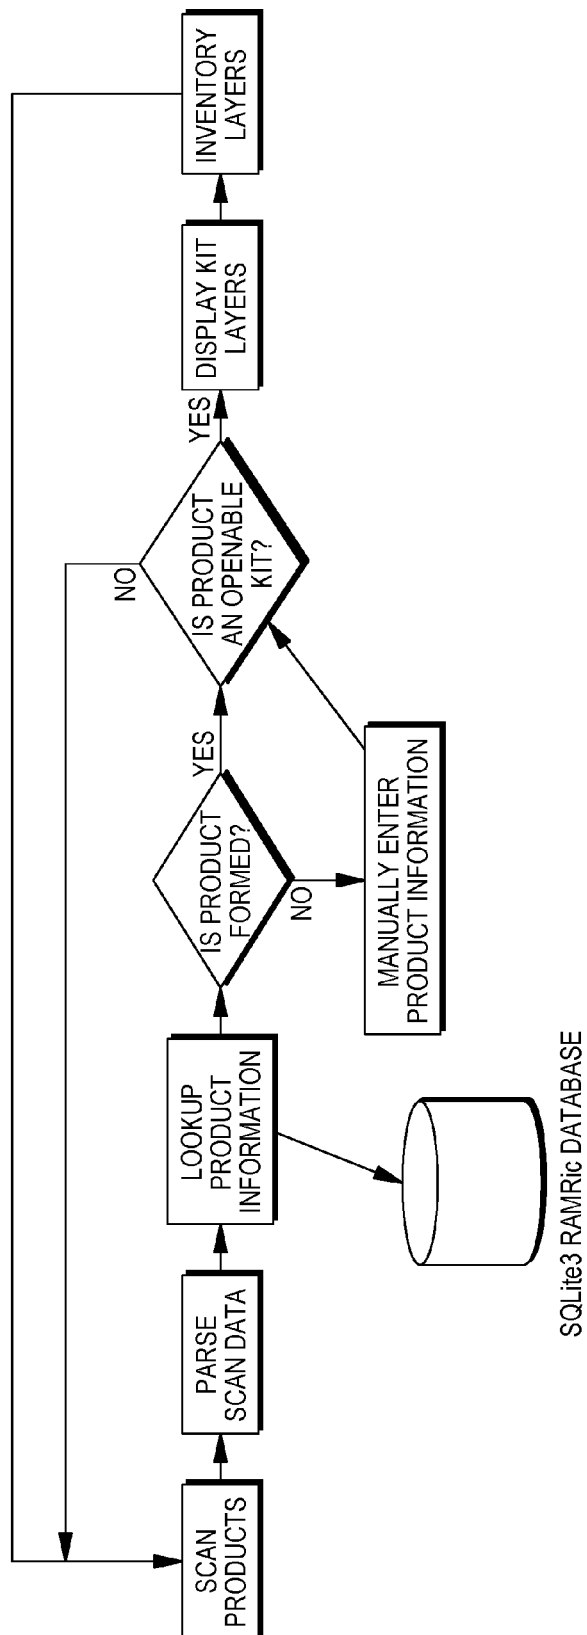 SCAN
PRODUCTS
PARSE
SCAN DATA
LOOKUP
PRODUCT
INFORMATION
SQLite3 RAMRic DATABASE
IS PRODUCT
FORMED?
YES
NO
MANUALLY ENTER
PRODUCT INFORMATION
IS PRODUCT
AN OPENABLE
KIT?
NO
YES
DISPLAY KIT
LAYERS
INVENTORY
LAYERS